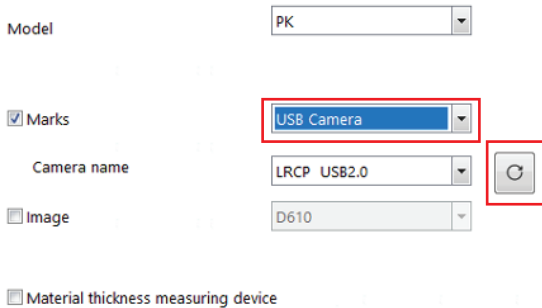 Model
PK
Marks
USB Camera
Camera name
LRCP USB2.0
Image
D610
Material thickness measuring device